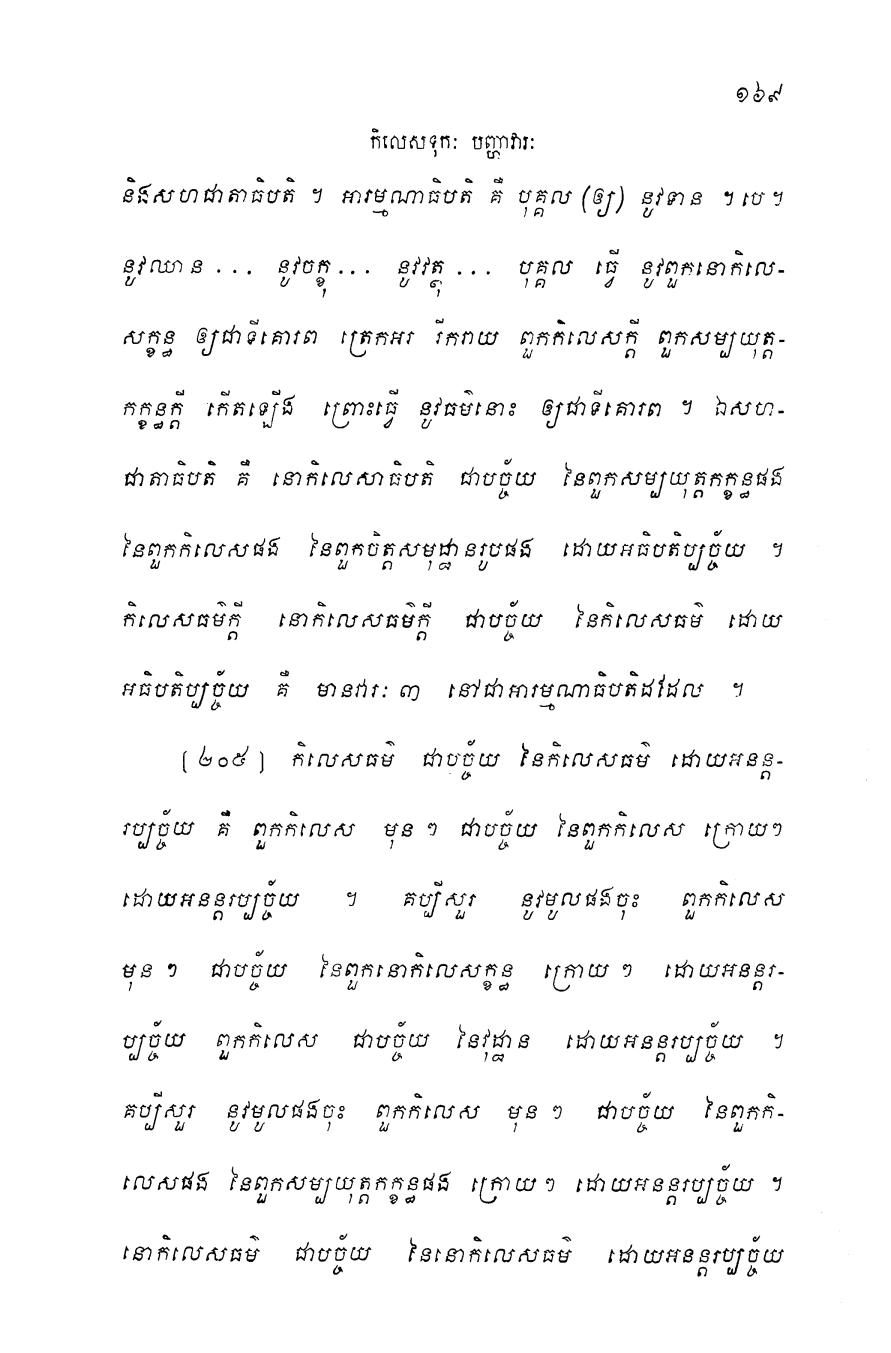 ១៦៩
កិលេសទុកៈ បញ្ហាវារៈ
និងសហជាតាធិបតិ ។ អារម្មណាធិបតិ គឺ បុគ្គល (ឲ្យ) នូវទាន ។ បេ ។
នូវឈាន ... នូវចក្ខុ ... នូវវត្ថុ ... បុគ្គល ធ្វើ នូវពួកនោកិលេ-
សក្ខន្ធ ឲ្យជាទីគោរព ត្រេកអរ រីករាយ ពួកកិលេសក្តី ពួកសម្បយុត្ត-
កក្ខន្ធក្តី កើតឡើង ព្រោះធ្វើ នូវធម៌នោះ ឲ្យជាទីគោរព ។ ឯសហ-
ជាតាធិបតិ គឺ នោកិលេសាធិបតិ ជាបច្ច័យ នៃពួកសម្បយុត្តកក្ខន្ធផង
នៃពួកកិលេសផង នៃពួកចិត្តសមុដ្ឋានរូបផង ដោយអធិបតិប្បច្ច័យ ។
កិលេសធម៌ក្តី នោកិលេសធម៌ក្តី ជាបច្ច័យ នៃកិលេសធម៌ ដោយ
អធិបតិប្បច្ច័យ គឺ មានវារៈ ៣ នៅជាអារម្មណាធិបតិដដែល ។
[ ២០៥ ] កិលេសធម៌ ជាបច្ច័យ នៃកិលេសធម៌ ដោយអនន្ត-
រប្បច្ច័យ គឺ ពួកកិលេស មុន ៗ ជាបច្ច័យ នៃពួកកិលេស ក្រោយៗ
ដោយអនន្តរប្បច្ច័យ ។ គប្បីសួរ នូវមូលផងចុះ ពួកកិលេស
មុន ៗ ជាបច្ច័យ នៃពួកនោកិលេសក្ខន្ធ ក្រោយ ៗ ដោយអនន្តរ-
ប្បច្ច័យ ពួកកិលេស ជាបច្ច័យ នៃវុដ្ឋាន ដោយអនន្តរប្បច្ច័យ ។
គប្បីសួរ នូវមូលផងចុះ ពួកកិលេស មុន ៗ ជាបច្ច័យ នៃពួកកិ-
លេសផង នៃពួកសម្បយុត្តកក្ខន្ធផង ក្រោយ ៗ ដោយអនន្តរប្បច្ច័យ ។
នោកិលេសធម៌ ជាបច្ច័យ នៃនោកិលេសធម៌ ដោយអនន្តរប្បច្ច័យ